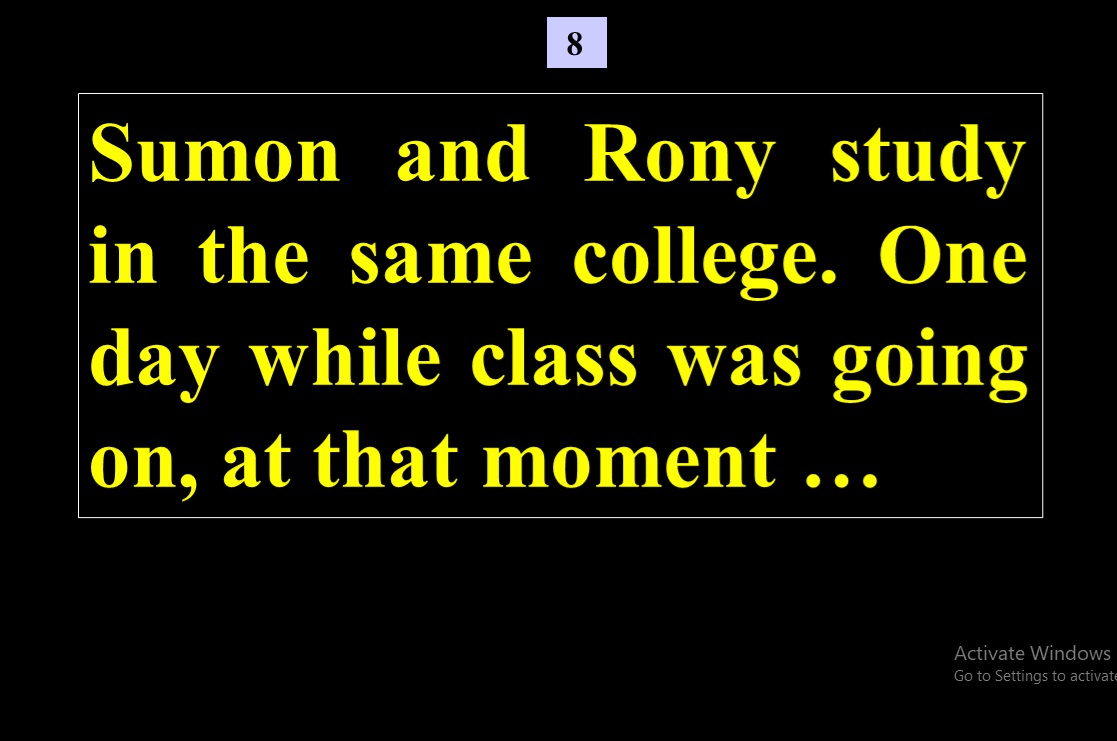 8
Sumon and Rony study
in the same college. One
day while class was going
on, at that moment …
Activate Windows
Go to Settings to activate